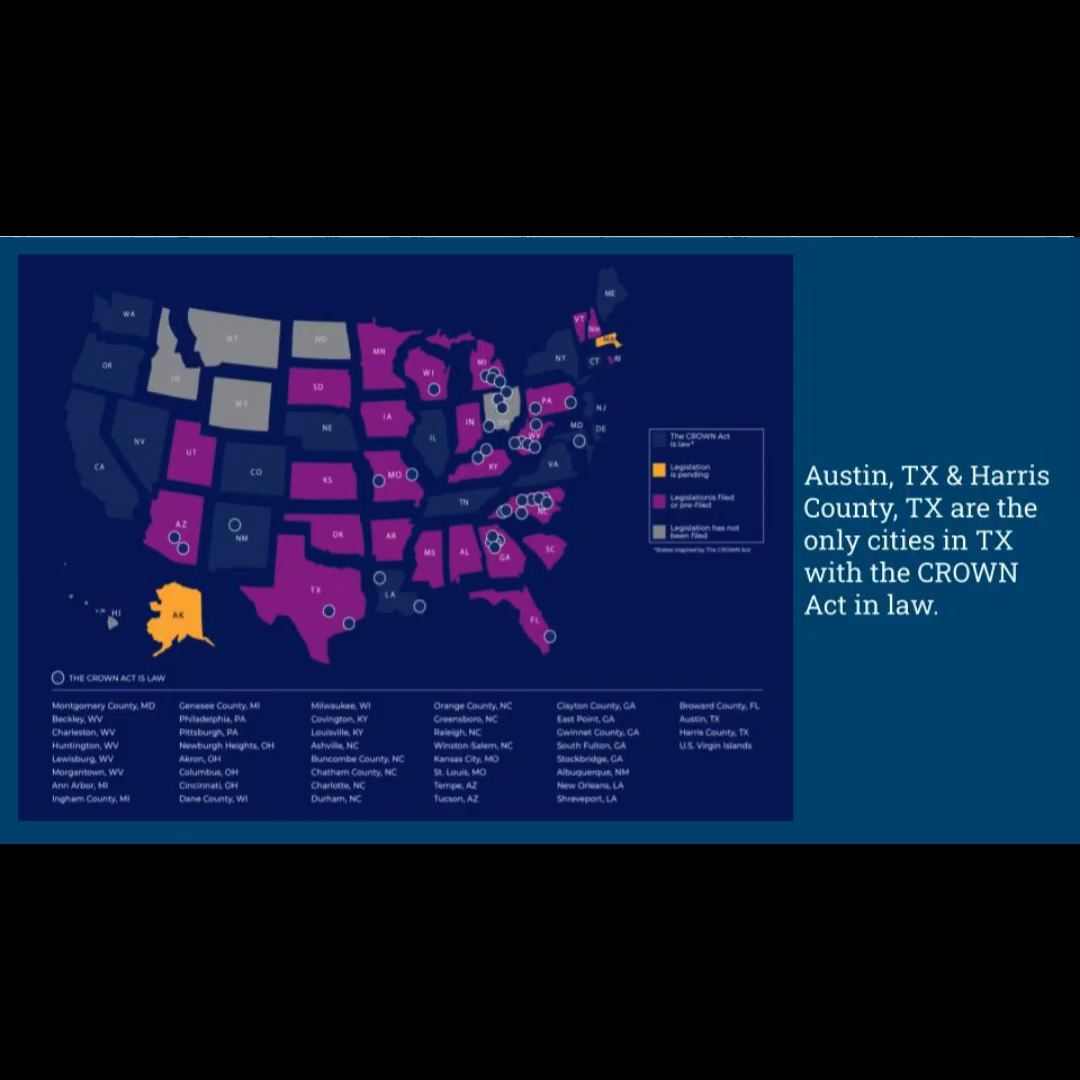 ME
WA
VT
NH
MT
ND
MN
MA
OR
NY
CT
RI
WI
MI
ID
SD
WY
PA
NJ
IA
NE
IN
OH
MD
DE
NV
IL
WV
UT
CO
VA
CA
KS
MO
KY
TN
NC
AZ
NM
OK
AR
SC
MS
AL
GA
TX
LA
HI
AK
FL
The CROWN Act
is law*
Legislation
is pending
Legislationis filed
or pre-filed
Legislation has not
been filed
*States inspired by The CROWN Act
Austin, TX & Harris
County, TX are the
only cities in TX
with the CROWN
Act in law.
THE CROWN ACT IS LAW
Montgomery County, MD
Beckley, WV
Charleston, WV
Huntington, WV
Lewisburg, WV
Morgantown, WV
Ann Arbor, MI
Ingham County, MI
Genesee County, MI
Philadelphia, PA
Pittsburgh, PA
Newburgh Heights, OH
Akron, OH
Columbus, OH
Cincinnati, OH
Dane County, WI
Milwaukee, WI
Covington, KY
Louisville, KY
Ashville, NC
Buncombe County, NC
Chatham County, NC
Charlotte, NC
Durham, NC
Orange County, NC
Greensboro, NC
Raleigh, NC
Winston-Salem, NC
Kansas City, MO
St. Louis, MO
Tempe, AZ
Tucson, AZ
Clayton County, GA
East Point, GA
Gwinnet County, GA
South Fulton, GA
Stockbridge, GA
Albuquerque, NM
New Orleans, LA
Shreveport, LA
Broward County, FL
Austin, TX
Harris County, TX
U.S. Virgin Islands